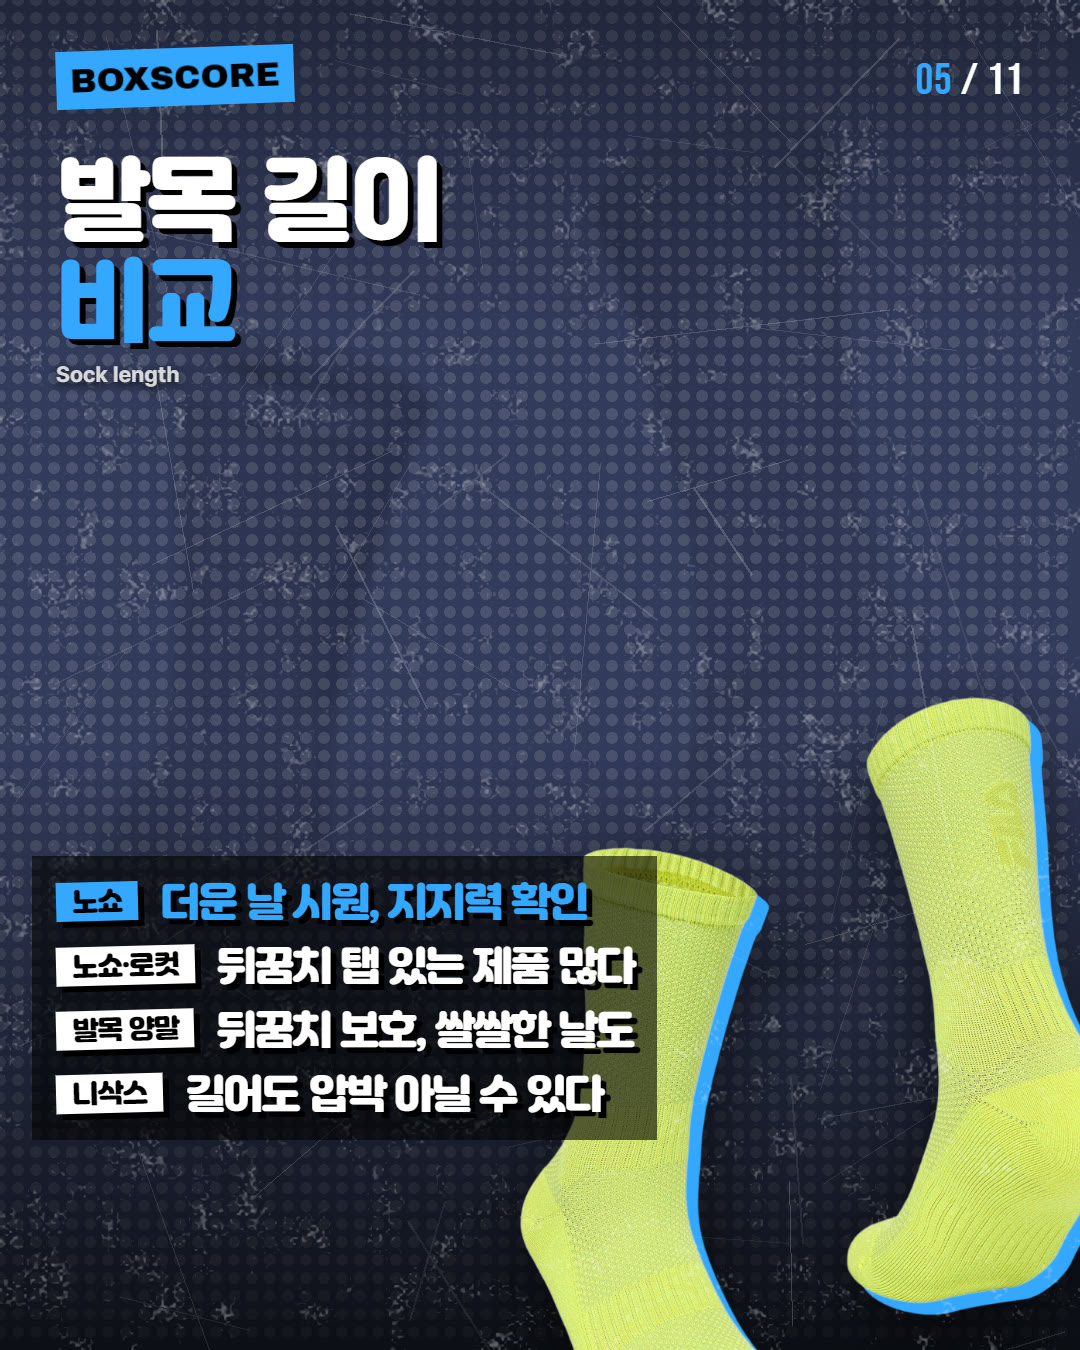 BOXSCORE
05 / 11
발목 길이
비교
Sock length
노쇼 더운 날 시원, 지지력 확인
노쇼·로컷 뒤꿈치 탭 있는 제품 많다
발목 양말 뒤꿈치 보호, 쌀쌀한 날도
니삭스 길어도 압박 아닐 수 있다